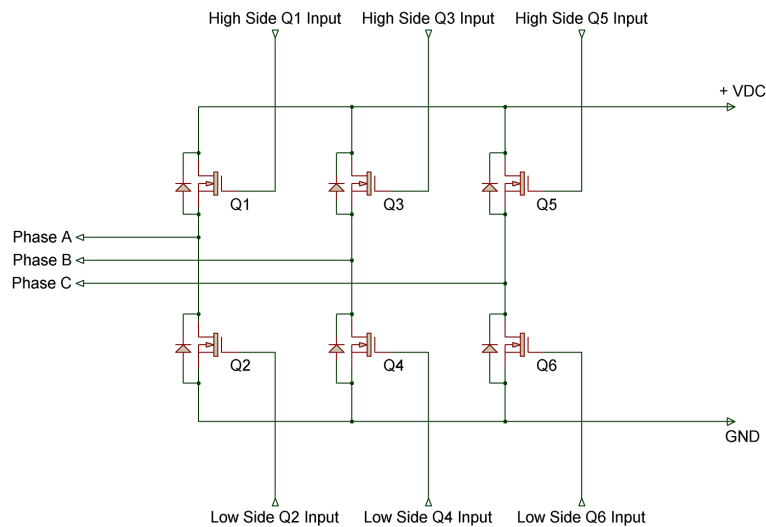 High Side Q1 Input High Side Q3 Input High Side Q5 Input
+ VDC
Q1 Q3 Q5
Phase A
Phase B
Phase C
Q2 Q4 Q6
GND
Low Side Q2 Input Low Side Q4 Input Low Side Q6 Input